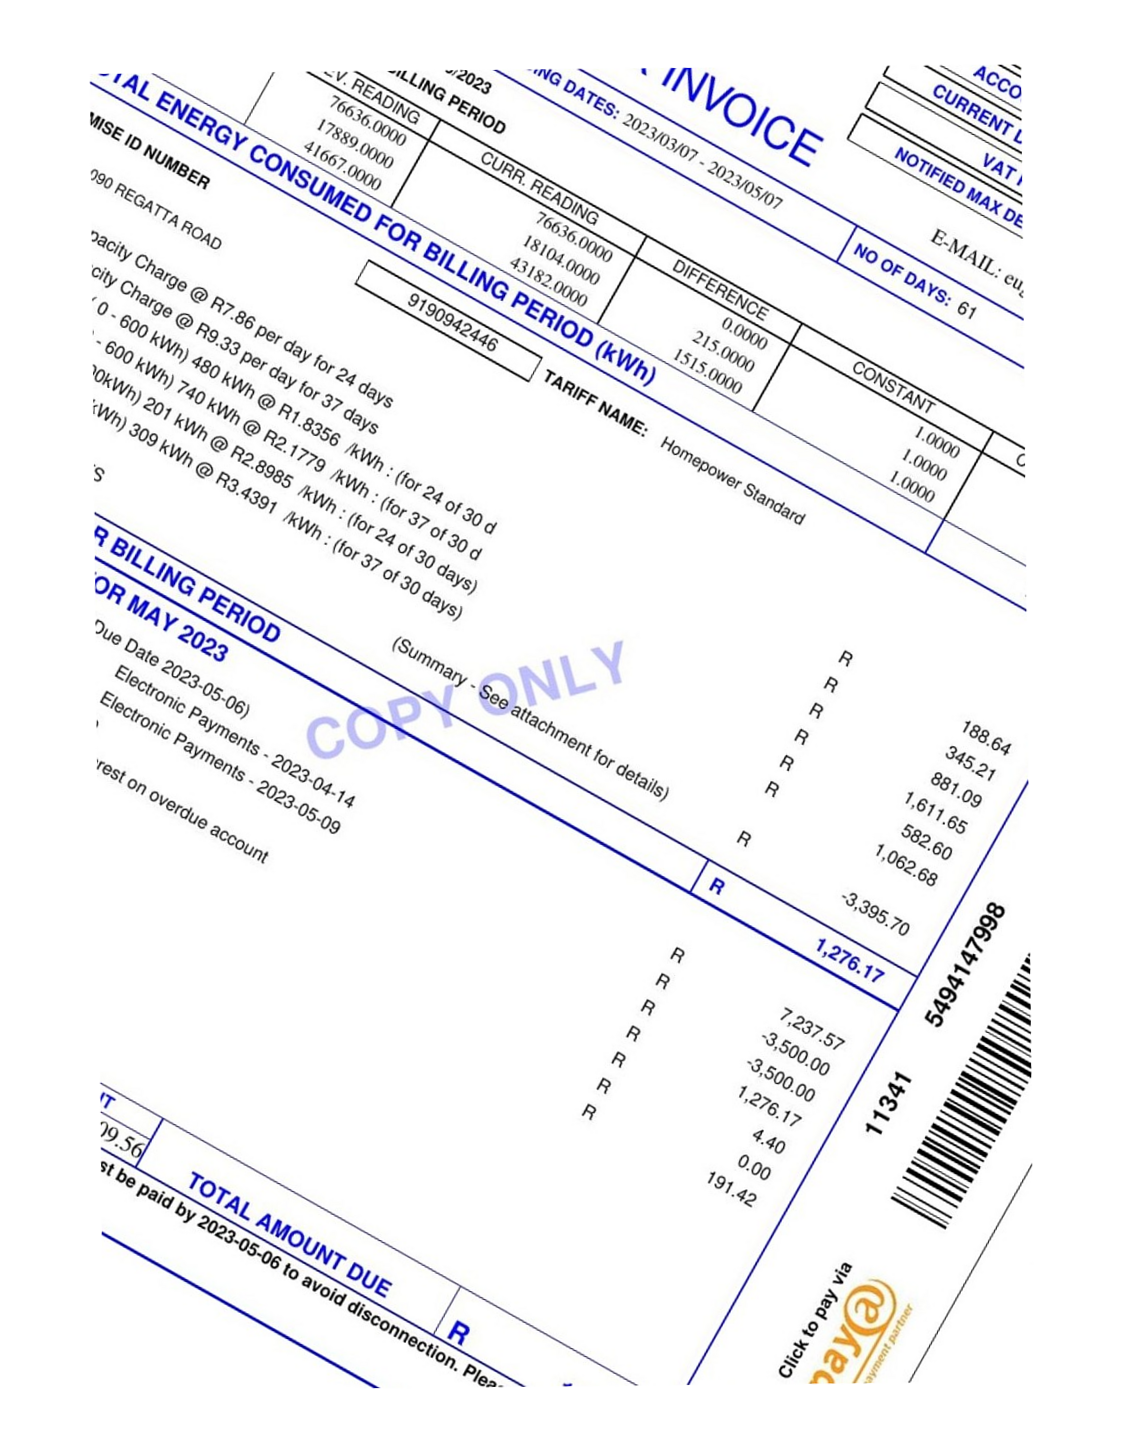 INVOICE
ACCO
CURRENT
VAT
NOTIFIED MAX DE
E-MAIL: eug
ING DATES: 2023/03/07 - 2023/05/07
NO OF DAYS: 61
/2023
BILLING PERIOD
V. READING CURR. READING DIFFERENCE CONSTANT
76636.0000 76636.0000 0.0000 1.0000
17889.0000 18104.0000 215.0000 1.0000
41667.0000 43182.0000 1515.0000 1.0000
TAL ENERGY CONSUMED FOR BILLING PERIOD (kWh)
MISE ID NUMBER 9190942446 TARIFF NAME: Homepower Standard
090 REGATTA ROAD
pacity Charge @ R7.86 per day for 24 days R 188.64
city Charge @ R9.33 per day for 37 days R 345.21
( 0 - 600 kWh) 480 kWh @ R1.8356 /kWh : (for 24 of 30 d R 881.09
- 600 kWh) 740 kWh @ R2.1779 /kWh : (for 37 of 30 d R 1,611.65
00kWh) 201 kWh @ R2.8985 /kWh : (for 24 of 30 days) R 582.60
kWh) 309 kWh @ R3.4391 /kWh : (for 37 of 30 days) R 1,062.68
S (Summary - See attachment for details) R -3,395.70
R BILLING PERIOD R 1,276.17
OR MAY 2023
COPY ONLY
Due Date 2023-05-06) R 7,237.57
Electronic Payments - 2023-04-14 R -3,500.00
Electronic Payments - 2023-05-09 R -3,500.00
R 1,276.17
rest on overdue account R 4.40
R 0.00
R 191.42
NT
09.56
TOTAL AMOUNT DUE R
st be paid by 2023-05-06 to avoid disconnection. Plea
11341 5494147998
Click to pay via
pay@
payment partner